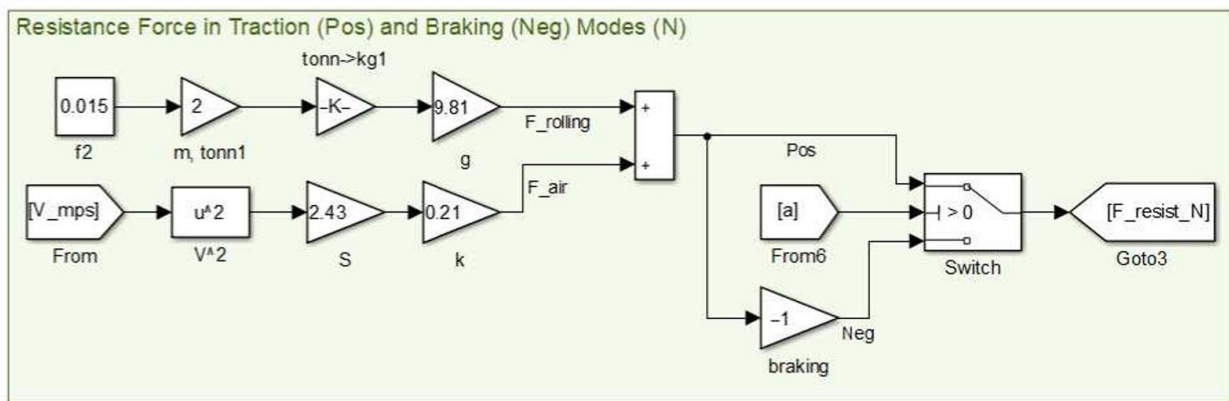 Resistance Force in Traction (Pos) and Braking (Neg) Modes (N)
tonn->kg1
0.015
2
-K-
9.81
+
F_rolling
f2
m, tonn1
g
Pos
+
F_air
[V_mps]
u^2
2.43
0.21
[a]
> 0
[F_resist_N]
From
V^2
S
k
From6
Switch
Goto3
-1
Neg
braking